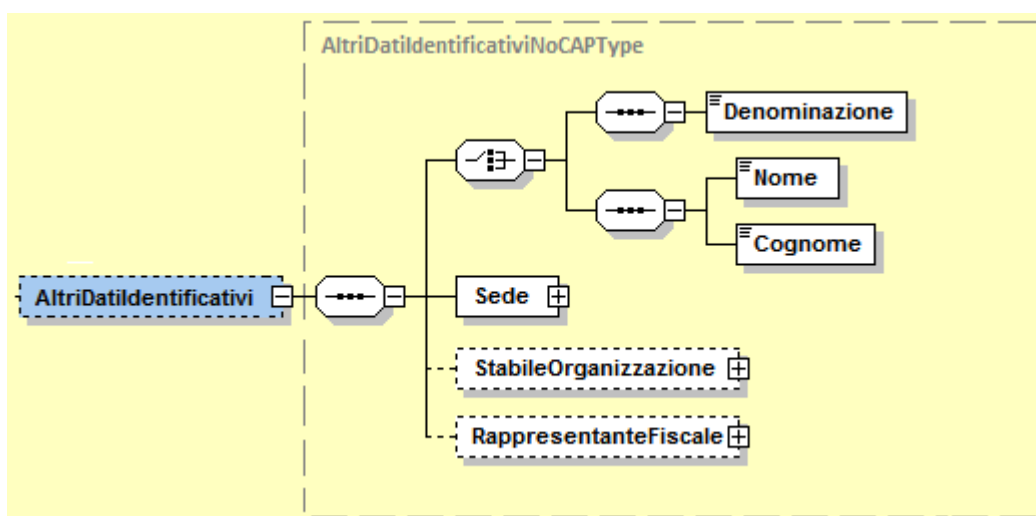 AltriDatiIdentificativiNoCAPType
Denominazione
Nome
Cognome
AltriDatiIdentificativi
Sede
StabileOrganizzazione
RappresentanteFiscale